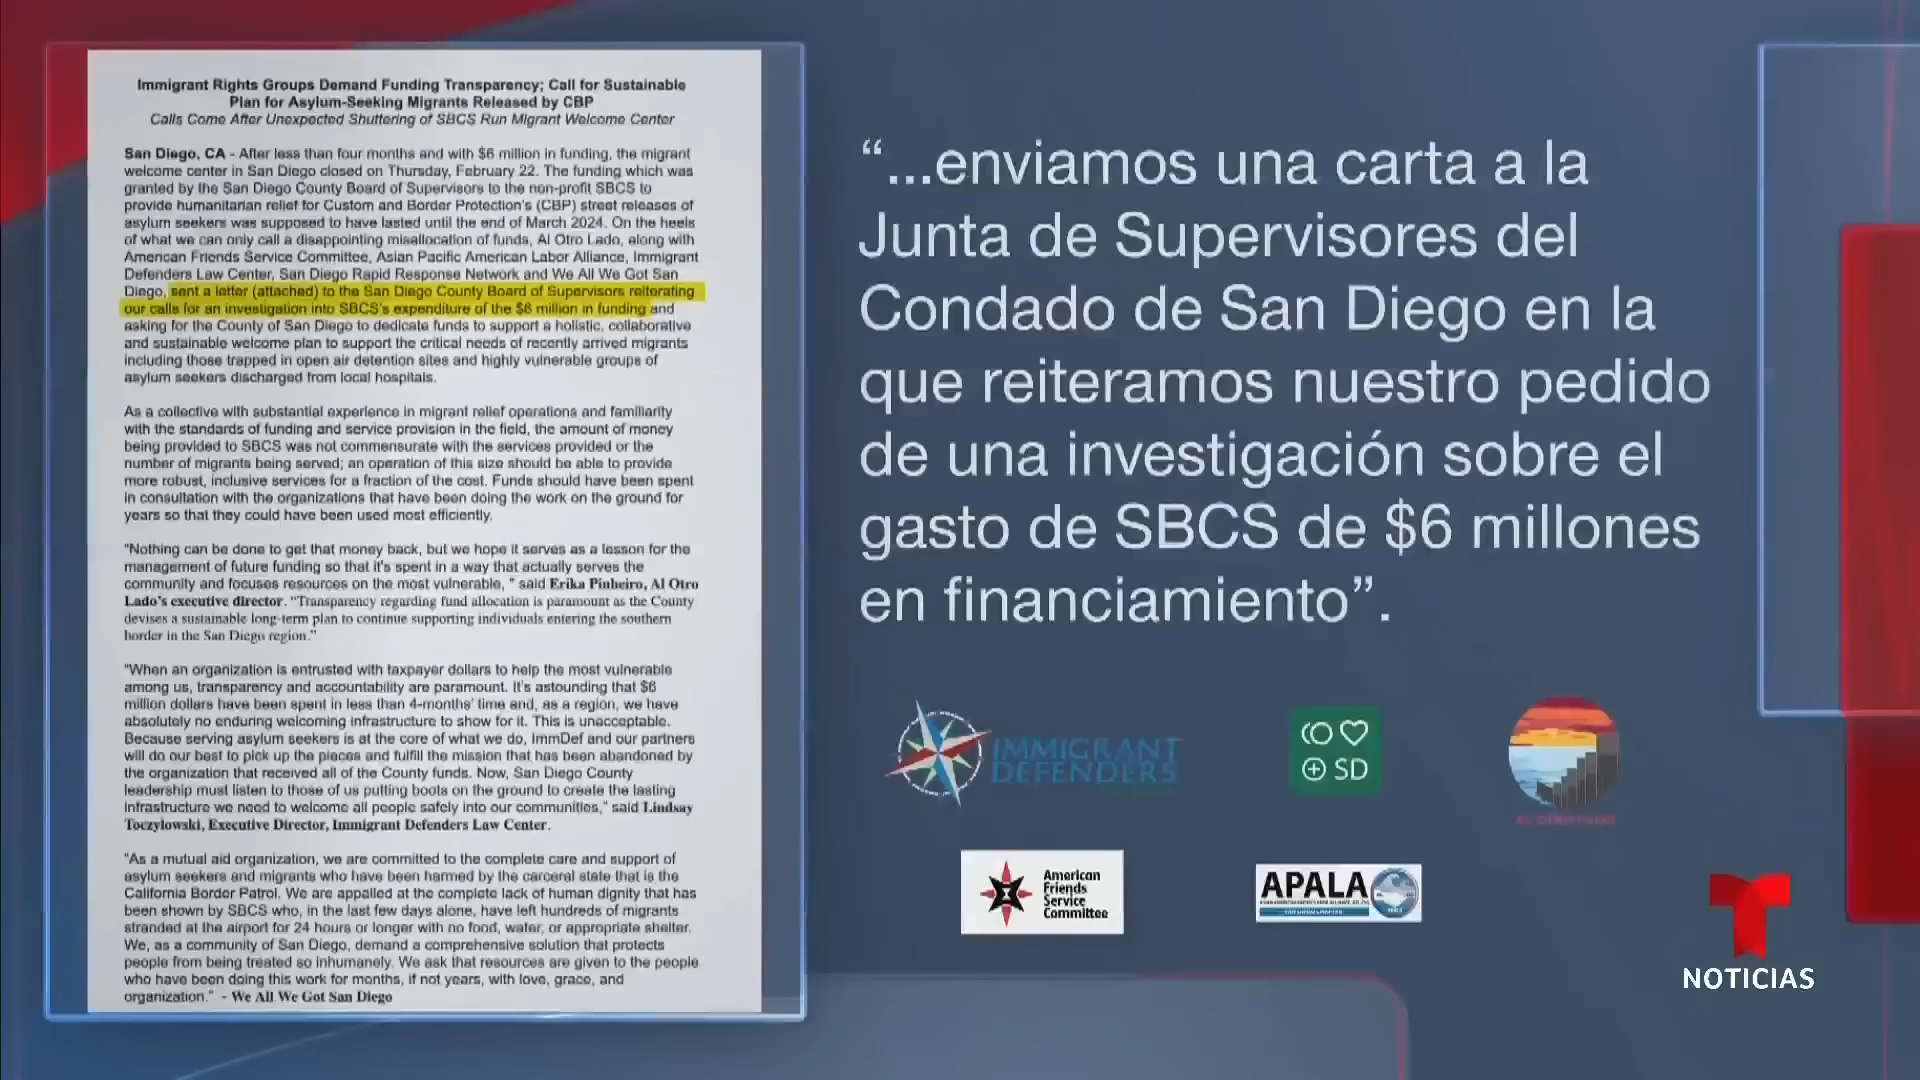 Immigrant Rights Groups Demand Funding Transparency; Call for Sustainable
Plan for Asylum-Seeking Migrants Released by CBP
Calls Come After Unexpected Shuttering of SBCS Run Migrant Welcome Center
San Diego, CA - After less than four months and with $6 million in funding, the migrant
welcome center in San Diego closed on Thursday, February 22. The funding which was
granted by the San Diego County Board of Supervisors to the non-profit SBCS to
provide humanitarian relief for Custom and Border Protection's (CBP) street releases of
asylum seekers was supposed to have lasted until the end of March 2024. On the heels
of what we can only call a disappointing misallocation of funds, Al Otro Lado, along with
American Friends Service Committee, Asian Pacific American Labor Alliance, Immigrant
Defenders Law Center, San Diego Rapid Response Network and We All We Got San
Diego, sent a letter (attached) to the San Diego County Board of Supervisors reiterating
our calls for an investigation into SBCS's expenditure of the $6 million in funding and
asking for the County of San Diego to dedicate funds to support a holistic, collaborative
and sustainable welcome plan to support the critical needs of recently arrived migrants
including those trapped in open air detention sites and highly vulnerable groups of
asylum seekers discharged from local hospitals.
As a collective with substantial experience in migrant relief operations and familiarity
with the standards of funding and service provision in the field, the amount of money
being provided to SBCS was not commensurate with the services provided or the
number of migrants being served; an operation of this size should be able to provide
more robust, inclusive services for a fraction of the cost. Funds should have been spent
in consultation with the organizations that have been doing the work on the ground for
years so that they could have been used most efficiently.
"Nothing can be done to get that money back, but we hope it serves as a lesson for the
management of future funding so that it's spent in a way that actually serves the
community and focuses resources on the most vulnerable, " said Erika Pinheiro, Al Otro
Lado's executive director. "Transparency regarding fund allocation is paramount as the County
devises a sustainable long-term plan to continue supporting individuals entering the southern
border in the San Diego region."
"When an organization is entrusted with taxpayer dollars to help the most vulnerable
among us, transparency and accountability are paramount. It's astounding that $6
million dollars have been spent in less than 4-months' time and, as a region, we have
absolutely no enduring welcoming infrastructure to show for it. This is unacceptable.
Because serving asylum seekers is at the core of what we do, ImmDef and our partners
will do our best to pick up the pieces and fulfill the mission that has been abandoned by
the organization that received all of the County funds. Now, San Diego County
leadership must listen to those of us putting boots on the ground to create the lasting
infrastructure we need to welcome all people safely into our communities," said Lindsay
Toczylowski, Executive Director, Immigrant Defenders Law Center.
"As a mutual aid organization, we are committed to the complete care and support of
asylum seekers and migrants who have been harmed by the carceral state that is the
California Border Patrol. We are appalled at the complete lack of human dignity that has
been shown by SBCS who, in the last few days alone, have left hundreds of migrants
stranded at the airport for 24 hours or longer with no food, water, or appropriate shelter.
We, as a community of San Diego, demand a comprehensive solution that protects
people from being treated so inhumanely. We ask that resources are given to the people
who have been doing this work for months, if not years, with love, grace, and
organization." - We All We Got San Diego
“...enviamos una carta a la
Junta de Supervisores del
Condado de San Diego en la
que reiteramos nuestro pedido
de una investigación sobre el
gasto de SBCS de $6 millones
en financiamiento”.
IMMIGRANT
DEFENDERS
SD
American
Friends
Service
Committee
APALA
NOTICIAS